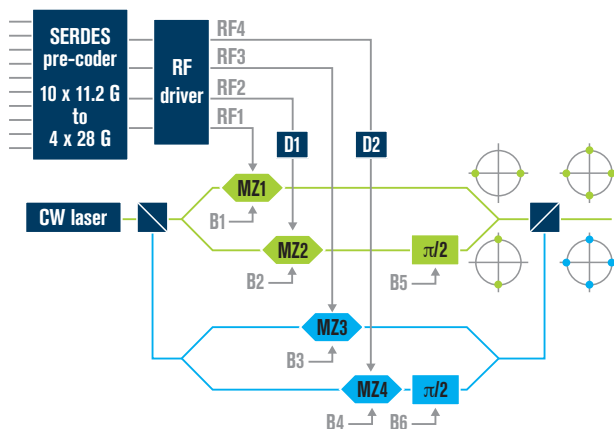 SERDES
pre-coder
10 x 11.2 G
to
4 x 28 G
RF
driver
RF4
RF3
RF2
RF1
D1
D2
CW laser
MZ1
B1
MZ2
B2
π/2
B5
MZ3
B3
MZ4
π/2
B4
B6